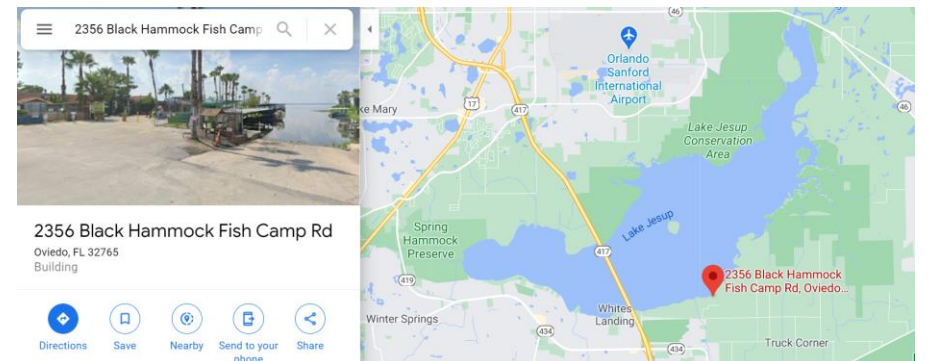 2356 Black Hammock Fish Camp
2356 Black Hammock Fish Camp Rd
Oviedo, FL 32765
Building
Directions
Save
Nearby
Send to your
phone
Share
46
Orlando
Sanford
International
Airport
17
417
ke Mary
46
Lake Jesup
Conservation
Area
Lake Jesup
Spring
Hammock
Preserve
417
419
2356 Black Hammock
Fish Camp Rd, Oviedo...
Winter Springs
Whites
Landing
434
434
Truck Corner